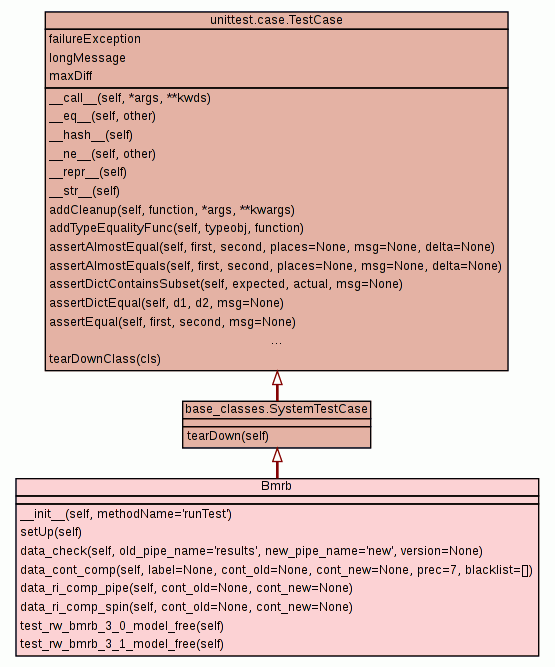 unittest.case.TestCase
failureException
longMessage
maxDiff
__call__(self, *args, **kwds)
__eq__(self, other)
__hash__(self)
__ne__(self, other)
__repr__(self)
__str__(self)
addCleanup(self, function, *args, **kwargs)
addTypeEqualityFunc(self, typeobj, function)
assertAlmostEqual(self, first, second, places=None, msg=None, delta=None)
assertAlmostEquals(self, first, second, places=None, msg=None, delta=None)
assertDictContainsSubset(self, expected, actual, msg=None)
assertDictEqual(self, d1, d2, msg=None)
assertEqual(self, first, second, msg=None)
...
tearDownClass(cls)
base_classes.SystemTestCase
tearDown(self)
Bmrb
__init__(self, methodName='runTest')
setUp(self)
data_check(self, old_pipe_name='results', new_pipe_name='new', version=None)
data_cont_comp(self, label=None, cont_old=None, cont_new=None, prec=7, blacklist=[])
data_ri_comp_pipe(self, cont_old=None, cont_new=None)
data_ri_comp_spin(self, cont_old=None, cont_new=None)
test_rw_bmrb_3_0_model_free(self)
test_rw_bmrb_3_1_model_free(self)